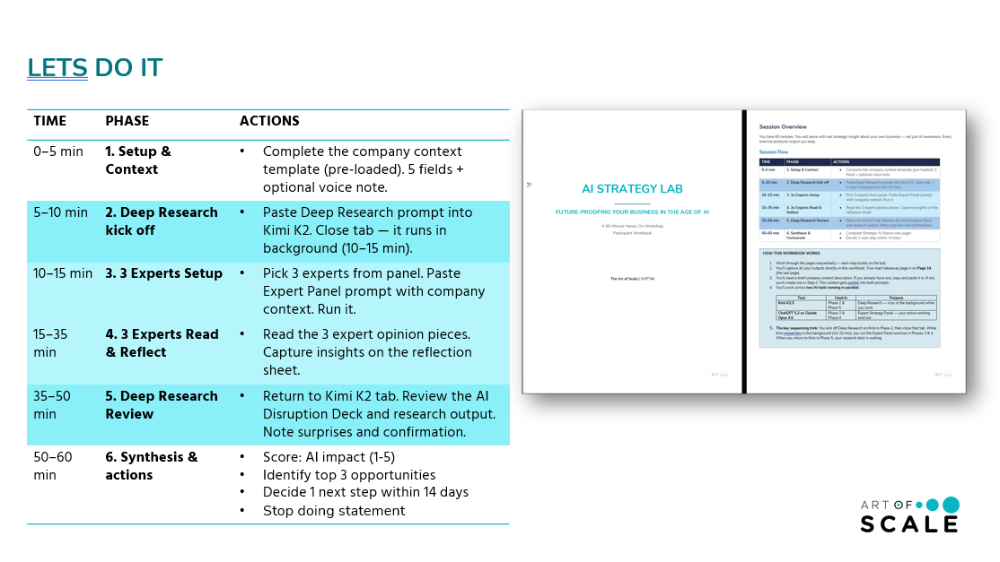 LETS DO IT
TIME PHASE ACTIONS
0–5 min 1. Setup & • Complete the company context
Context template (pre-loaded). 5 fields +
optional voice note.
5–10 min 2. Deep Research • Paste Deep Research prompt into
kick off Kimi K2. Close tab — it runs in
background (10–15 min).
10–15 min 3. 3 Experts Setup • Pick 3 experts from panel. Paste
Expert Panel prompt with company
context. Run it.
15–35 4. 3 Experts Read • Read the 3 expert opinion pieces.
min & Reflect Capture insights on the reflection
sheet.
35–50 5. Deep Research • Return to Kimi K2 tab. Review the AI
min Review Disruption Deck and research output.
Note surprises and confirmation.
50–60 6. Synthesis & • Score: AI impact (1-5)
min actions • Identify top 3 opportunities
• Decide 1 next step within 14 days
• Stop doing statement
AI STRATEGY LAB
FUTURE-PROOFING YOUR BUSINESS IN THE AGE OF AI
A 60-Minute Hands-On Workshop
Participant Workbook
The Art of Scale | SHIFTAI
1 | Page
Session Overview
You have 60 minutes. You will leave with real strategic insight about your own business — not just AI awareness. Every
exercise produces output you keep.
Session Flow
TIME PHASE ACTIONS
0–5 min 1. Setup & Context • Complete the company context template (pre-loaded). 5
fields + optional voice note.
5–10 min 2. Deep Research kick off • Paste Deep Research prompt into Kimi K2. Close tab —
it runs in background (10–15 min).
10–15 min 3. 3x Experts Setup • Pick 3 experts from panel. Paste Expert Panel prompt
with company context. Run it.
15–35 min 4. 3x Experts Read & • Read the 3 expert opinion pieces. Capture insights on the
Reflect reflection sheet.
35–50 min 5. Deep Research Review • Return to Kimi K2 tab. Review the AI Disruption Deck
and research output. Note surprises and confirmation.
50–60 min 6. Synthesis & • Complete Strategic AI Stance one-pager.
Homework • Decide 1 next step within 14 days.
HOW THIS WORKBOOK WORKS
1. Work through the pages sequentially — each step builds on the last.
2. You'll capture all your outputs directly in this workbook. Your main takeaway page is on Page 14
(the last page).
3. You'll need a brief company context description. If you already have one, copy and paste it in. If not,
you'll create one in Step 0. This context gets pasted into both prompts.
4. You'll work across two AI tools running in parallel:
Tool Used In Purpose
Kimi K2.5 Phase 2 & Deep Research — runs in the background while
Phase 5 you work
ChatGPT 5.2 or Claude Phase 3 & Expert Strategy Panel — your active working
Opus 4.6 Phase 4 exercise
5. The key sequencing trick: You kick off Deep Research on Kimi in Phase 2, then close that tab. While
Kimi researches in the background (10–15 min), you run the Expert Panel exercise in Phases 3 & 4.
When you return to Kimi in Phase 5, your research deck is waiting.
2 | Page
ART OF
SCALE